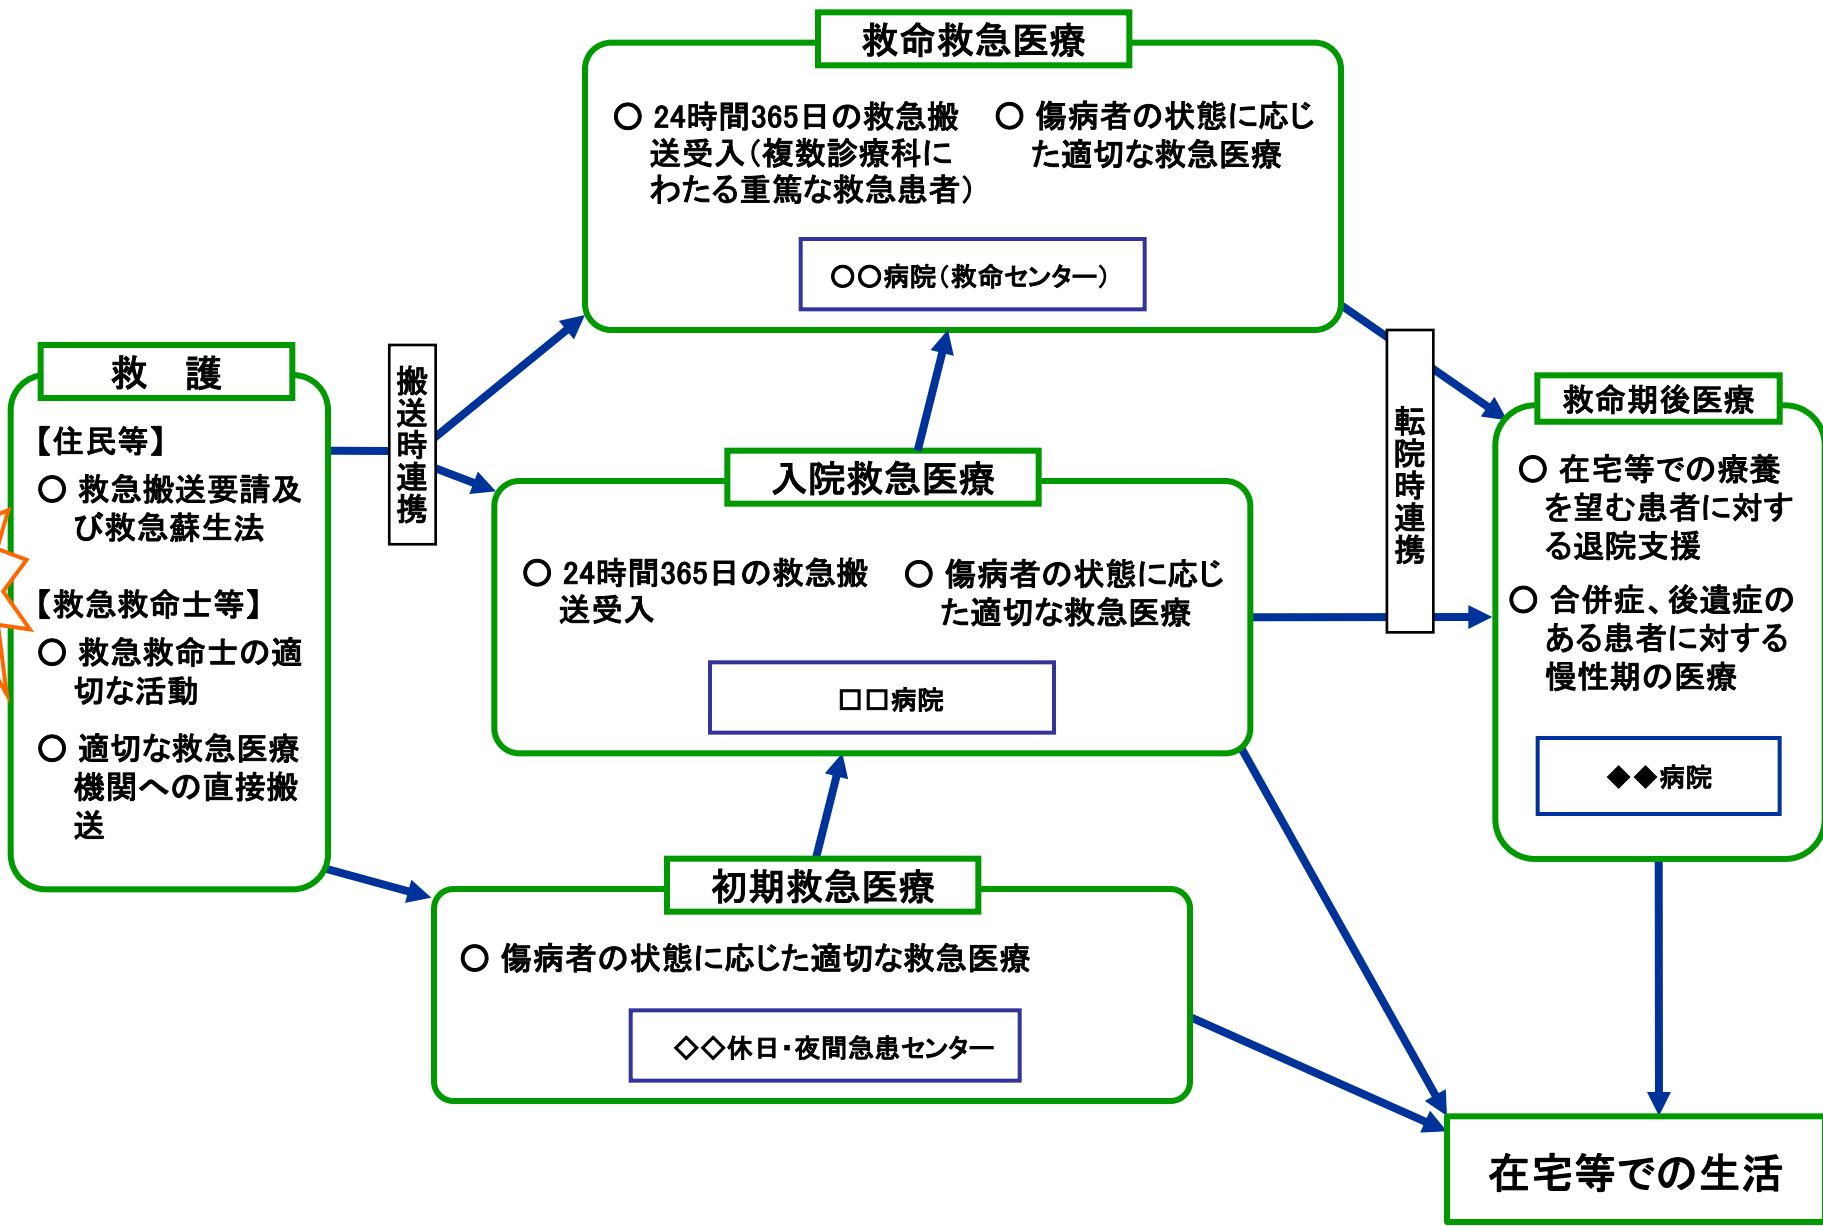 救命救急医療
○ 24時間365日の救急搬
送受入（複数診療科に
わたる重篤な救急患者）
○ 傷病者の状態に応じ
た適切な救急医療
○○病院（救命センター）
救　護
【住民等】
○ 救急搬送要請及
び救急蘇生法
【救急救命士等】
○ 救急救命士の適
切な活動
○ 適切な救急医療
機関への直接搬
送
搬送時連携
入院救急医療
○ 24時間365日の救急搬
送受入
○ 傷病者の状態に応じ
た適切な救急医療
□□病院
転院時連携
救命期後医療
○ 在宅等での療養
を望む患者に対す
る退院支援
○ 合併症、後遺症の
ある患者に対する
慢性期の医療
◆◆病院
初期救急医療
○ 傷病者の状態に応じた適切な救急医療
◇◇休日・夜間急患センター
在宅等での生活